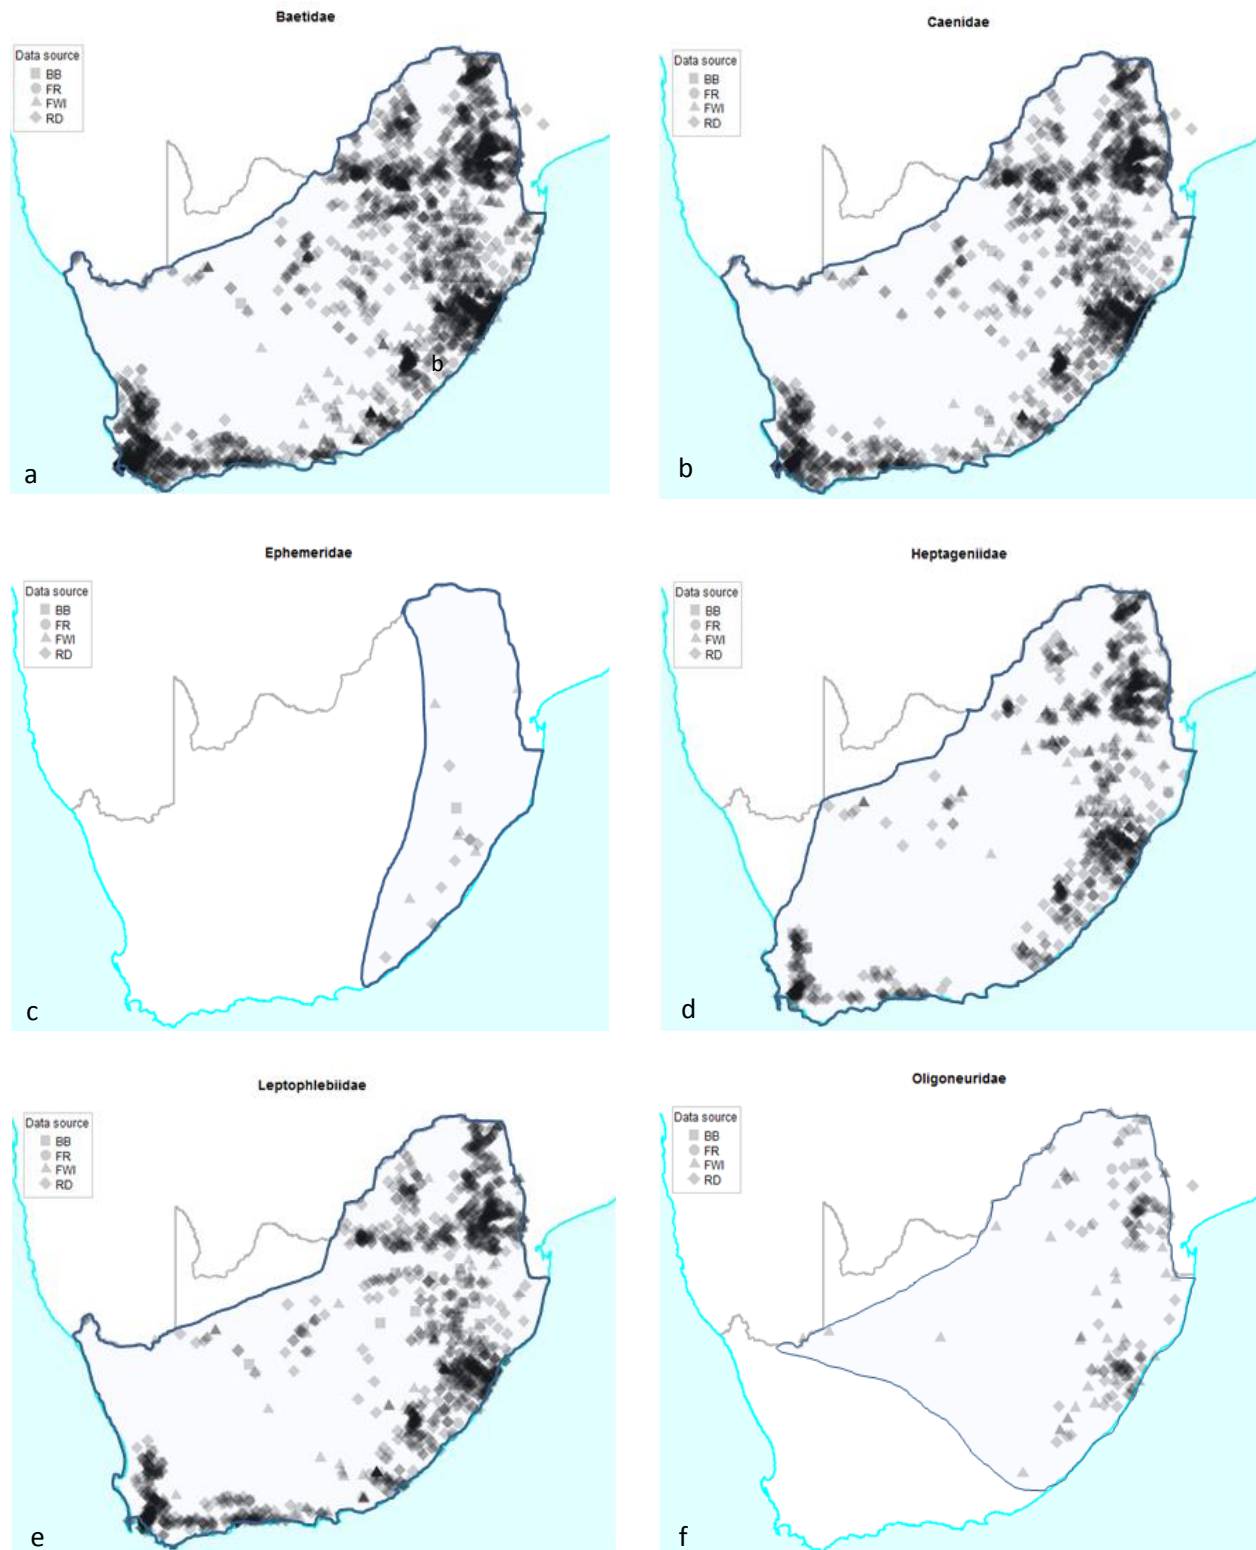 Baetidae
Data source
BB
FR
FWI
RD
b
a
Caenidae
Data source
BB
FR
FWI
RD
b
Ephemeridae
Data source
BB
FR
FWI
RD
c
Heptageniidae
Data source
BB
FR
FWI
RD
d
Leptophlebiidae
Data source
BB
FR
FWI
RD
e
Oligoneuridae
Data source
BB
FR
FWI
RD
f